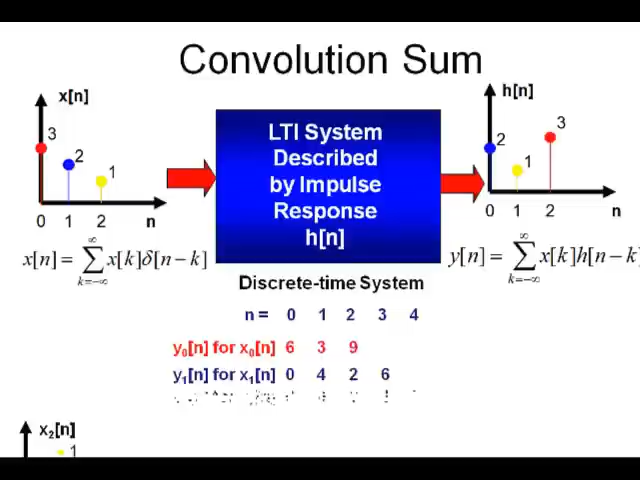 Convolution Sum
x[n]
3
2
1
0 1 2 n
LTI System
Described
by Impulse
Response
h[n]
h[n]
2
1
3
0 1 2 n
x[n] = ∑ x[k]δ[n − k]
k=−∞
∞
y[n] = ∑ x[k]h[n − k]
k=−∞
∞
Discrete-time System
n = 0 1 2 3 4
y₀[n] for x₀[n] 6 3 9
y₁[n] for x₁[n] 0 4 2 6
x₂[n]
1